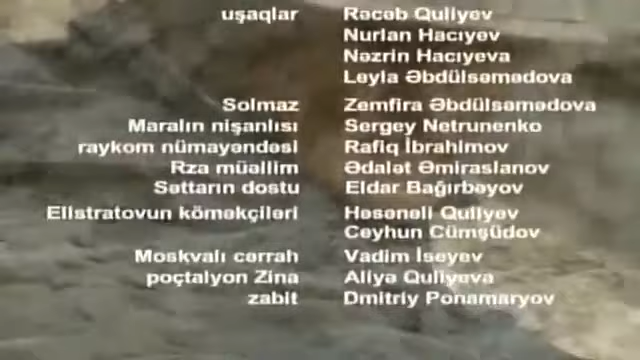 uşaqlar Rəcəb Quliyev
Nurlan Hacıyev
Nəzrin Hacıyeva
Leyla Əbdülsəmədova
Solmaz Zemfira Əbdülsəmədova
Maralın nişanlısı Sergey Netrunenko
raykom nümayəndəsi Rafiq İbrahimov
Rza müəllim Ədalət Əmiraslanov
Səttarın dostu Eldar Bağırbəyov
Elistratovun köməkçiləri Həsənəli Quliyev
Ceyhun Cümşüdov
Moskvalı cərrah Vadim İseyev
poçtalyon Zina Aliyə Quliyeva
zabit Dmitriy Ponamaryov